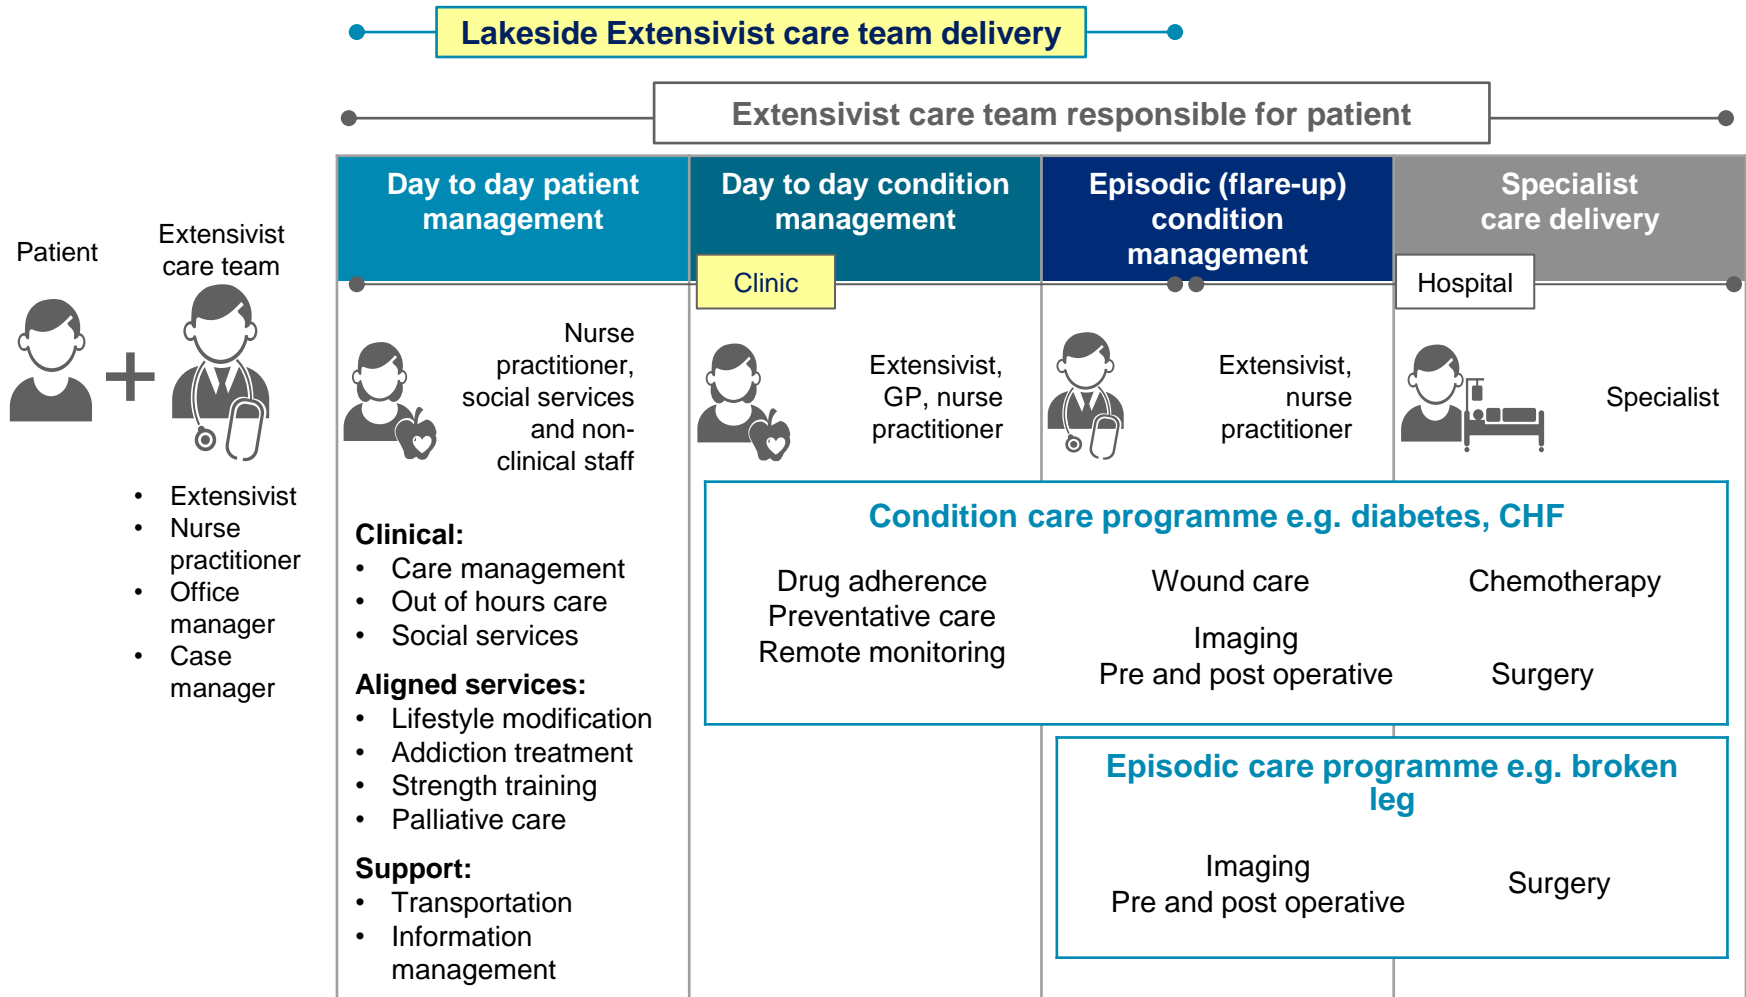 Lakeside Extensivist care team delivery
Extensivist care team responsible for patient
Patient
Extensivist
care team
• Extensivist
• Nurse
practitioner
• Office
manager
• Case
manager
Day to day patient
management
Day to day condition
management
Episodic (flare-up)
condition
management
Specialist
care delivery
Clinic
Hospital
Nurse
practitioner,
social services
and non-
clinical staff
Extensivist,
GP, nurse
practitioner
Extensivist,
nurse
practitioner
Specialist
Clinical:
• Care management
• Out of hours care
• Social services
Aligned services:
• Lifestyle modification
• Addiction treatment
• Strength training
• Palliative care
Support:
• Transportation
• Information
management
Condition care programme e.g. diabetes, CHF
Drug adherence
Preventative care
Remote monitoring
Wound care
Imaging
Pre and post operative
Chemotherapy
Surgery
Episodic care programme e.g. broken
leg
Imaging
Pre and post operative
Surgery